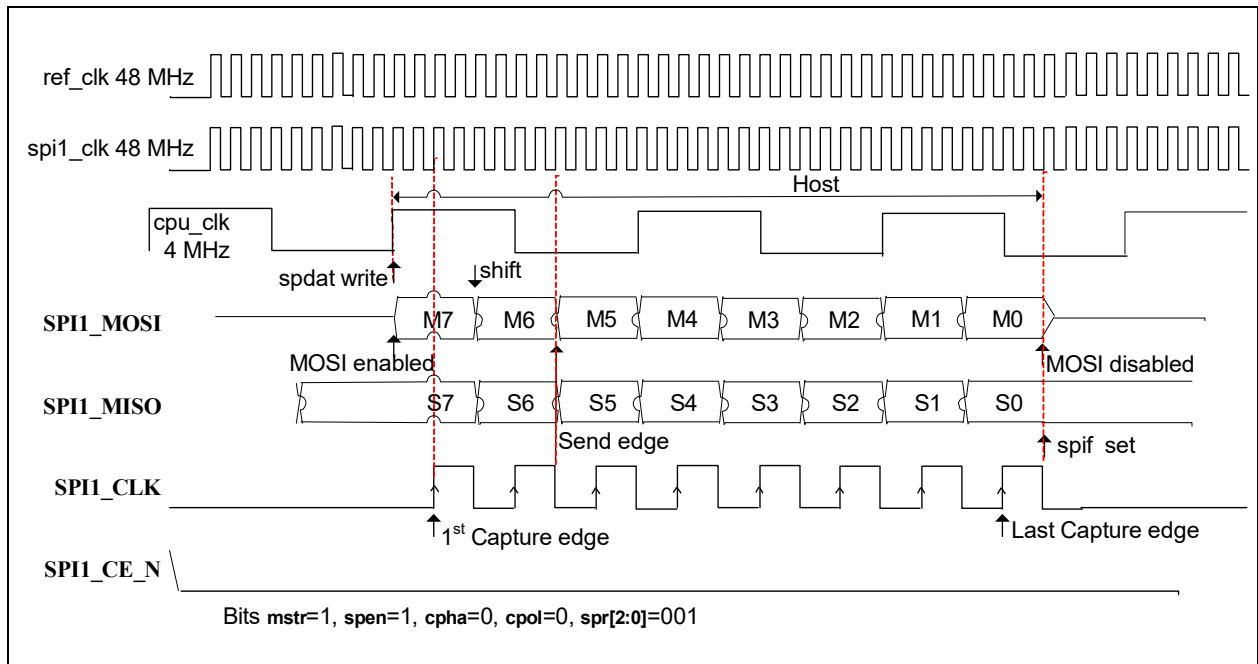 ref_clk 48 MHz
spi1_clk 48 MHz
Host
cpu_clk
4 MHz
spdat write
shift
SPI1_MOSI
M7 M6 M5 M4 M3 M2 M1 M0
MOSI enabled
MOSI disabled
SPI1_MISO
S7 S6 S5 S4 S3 S2 S1 S0
Send edge
spif set
SPI1_CLK
1st Capture edge
Last Capture edge
SPI1_CE_N
Bits mstr=1, spen=1, cpha=0, cpol=0, spr[2:0]=001